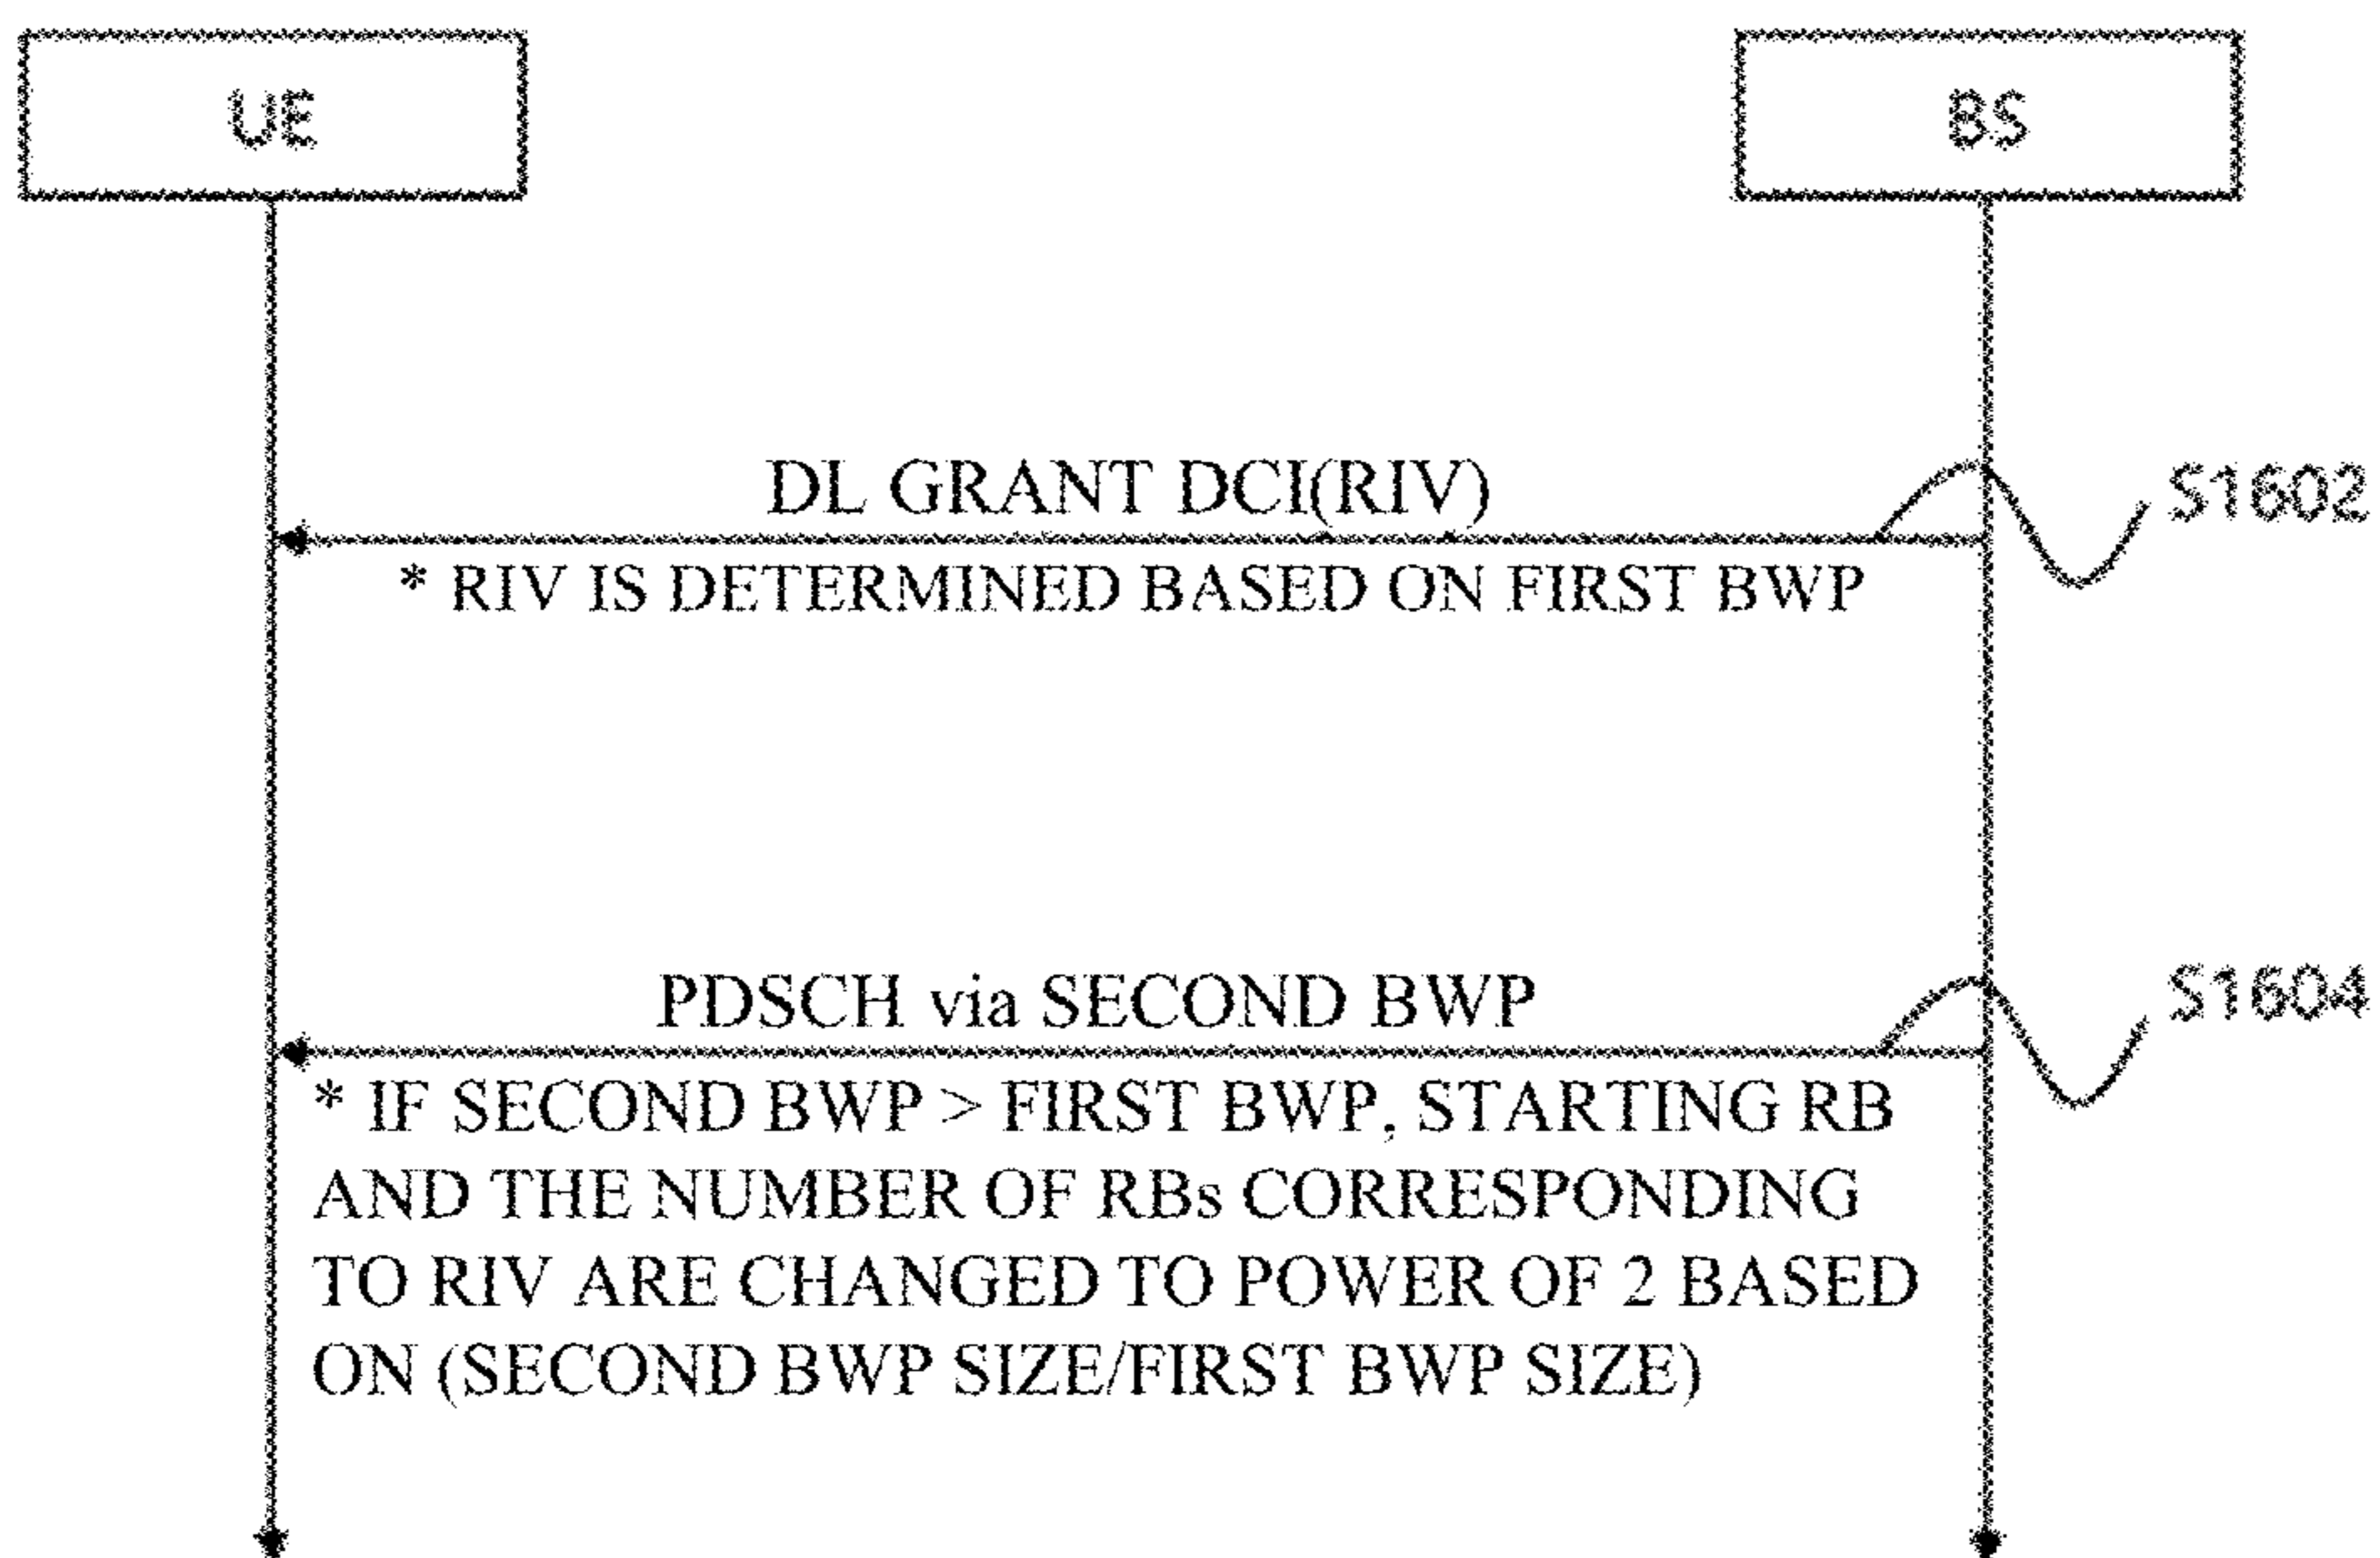 UE
BS
DL GRANT DCI(RIV)
S1602
* RIV IS DETERMINED BASED ON FIRST BWP
PDSCH via SECOND BWP
S1604
* IF SECOND BWP > FIRST BWP, STARTING RB
AND THE NUMBER OF RBs CORRESPONDING
TO RIV ARE CHANGED TO POWER OF 2 BASED
ON (SECOND BWP SIZE/FIRST BWP SIZE)